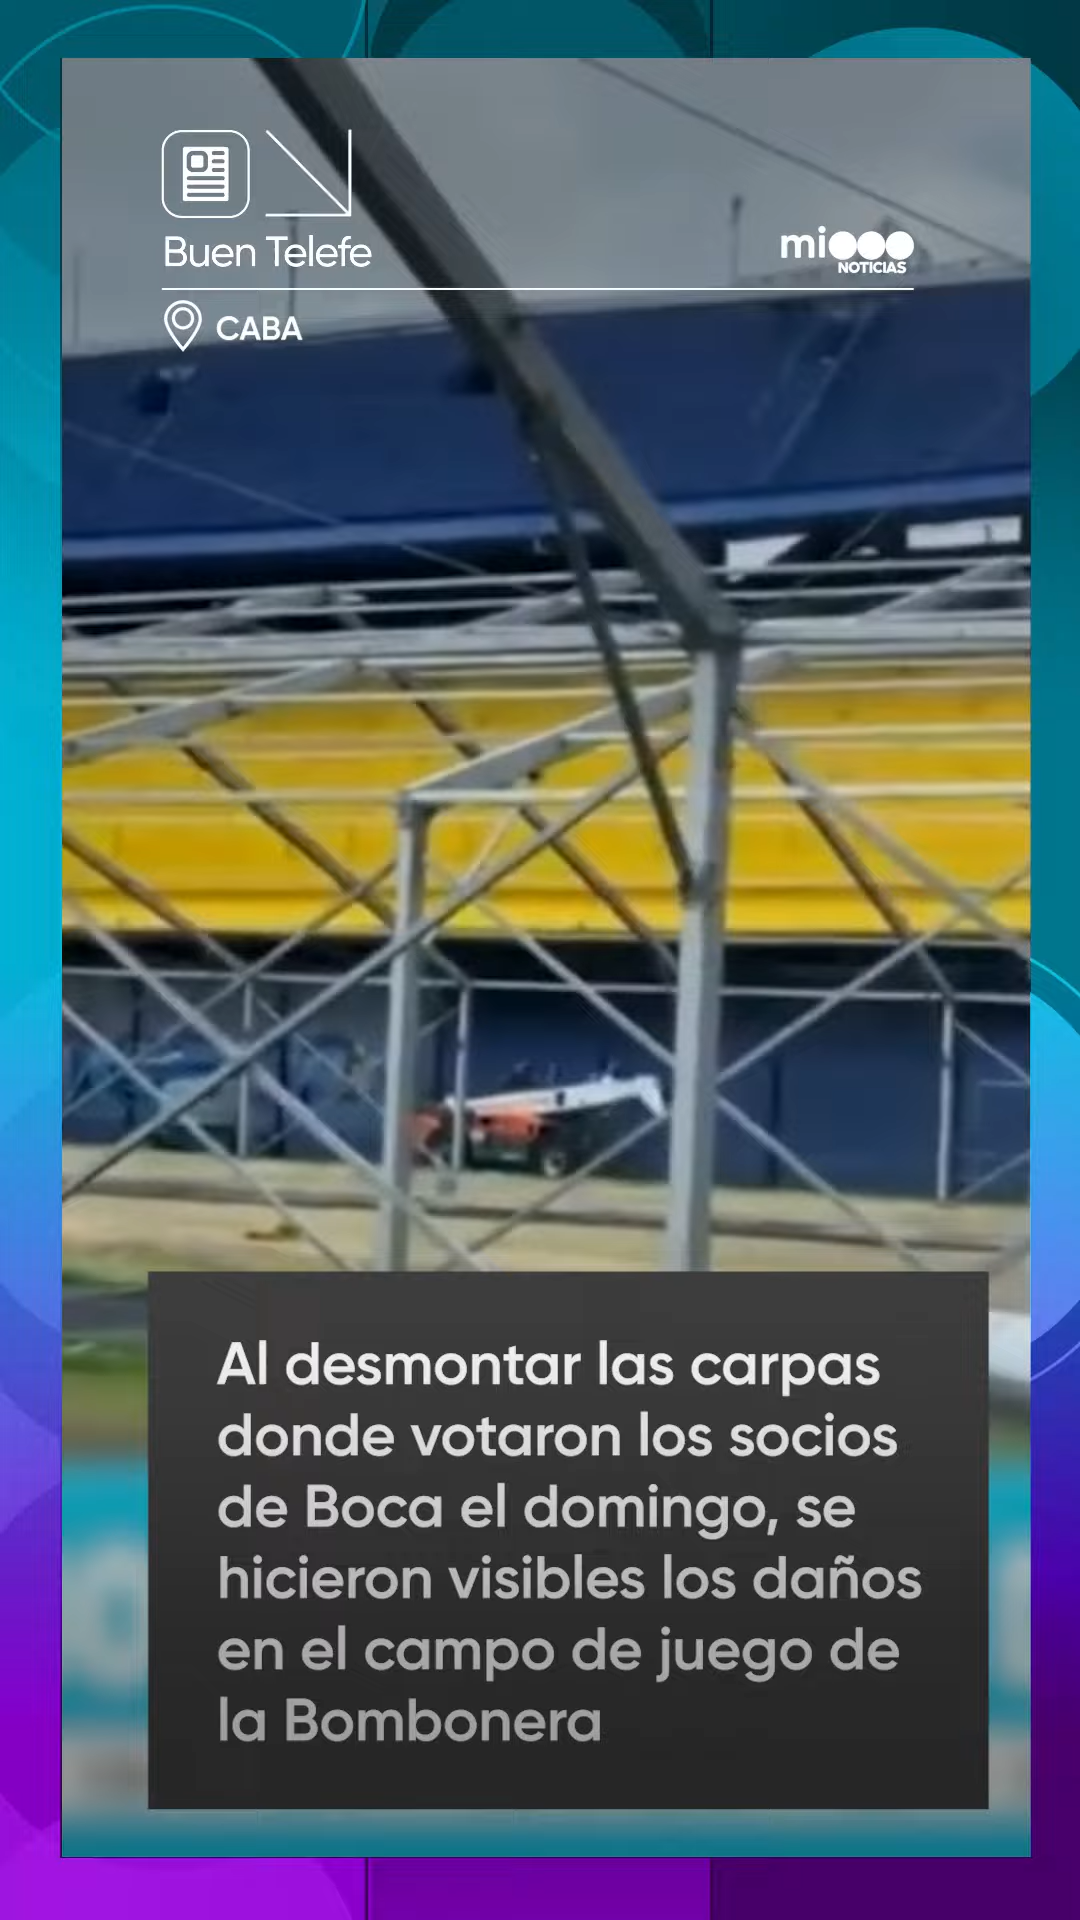 Buen Telefe
mi
NOTICIAS
CABA
Al desmontar las carpas
donde votaron los socios
de Boca el domingo, se
hicieron visibles los daños
en el campo de juego de
la Bombonera